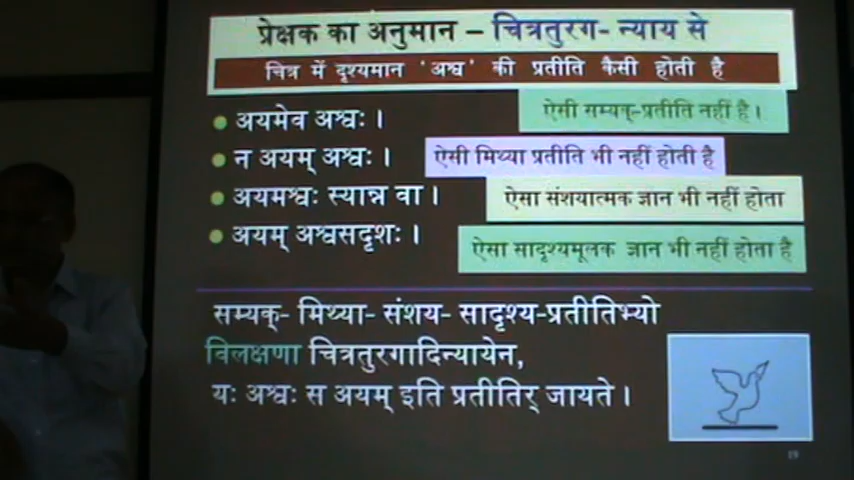 प्रेक्षक का अनुमान – चित्रतुरग- न्याय से
चित्र में दृश्यमान 'अश्व' की प्रतीति कैसी होती है
अयमेव अश्वः ।
ऐसी सम्यक्-प्रतीति नहीं है।
न अयम् अश्वः ।
ऐसी मिथ्या प्रतीति भी नहीं होती है
अयमश्वः स्यान्न वा ।
ऐसा संशयात्मक ज्ञान भी नहीं होता
अयम् अश्वसदृशः ।
ऐसा सादृश्यमूलक ज्ञान भी नहीं होता है
सम्यक्- मिथ्या- संशय- सादृश्य-प्रतीतिभ्यो
विलक्षणा चित्रतुरगादिन्यायेन,
यः अश्वः स अयम् इति प्रतीतिर् जायते ।
19